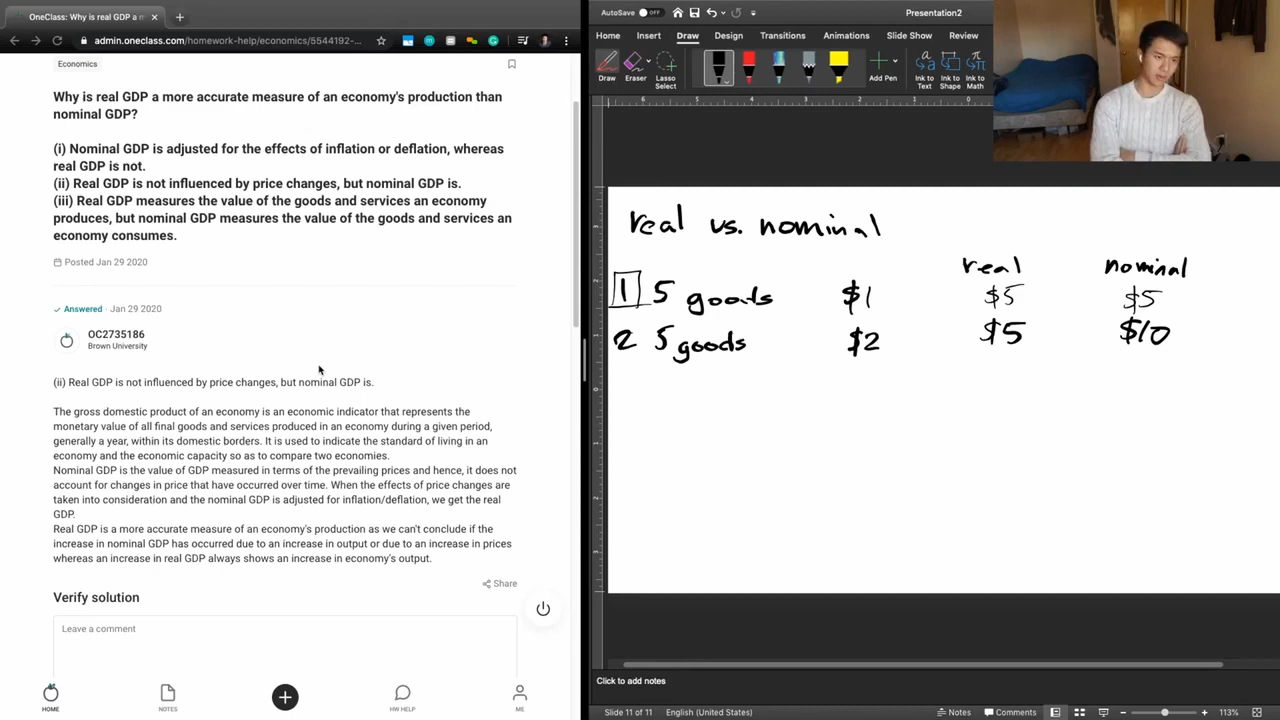 OneClass: Why is real GDP a m
admin.oneclass.com/homework-help/economics/5544192-...
Economics
Why is real GDP a more accurate measure of an economy's production than
nominal GDP?
(i) Nominal GDP is adjusted for the effects of inflation or deflation, whereas
real GDP is not.
(ii) Real GDP is not influenced by price changes, but nominal GDP is.
(iii) Real GDP measures the value of the goods and services an economy
produces, but nominal GDP measures the value of the goods and services an
economy consumes.
Posted Jan 29 2020
Answered · Jan 29 2020
OC2735186
Brown University
(ii) Real GDP is not influenced by price changes, but nominal GDP is.
The gross domestic product of an economy is an economic indicator that represents the
monetary value of all final goods and services produced in an economy during a given period,
generally a year, within its domestic borders. It is used to indicate the standard of living in an
economy and the economic capacity so as to compare two economies.
Nominal GDP is the value of GDP measured in terms of the prevailing prices and hence, it does not
account for changes in price that have occurred over time. When the effects of price changes are
taken into consideration and the nominal GDP is adjusted for inflation/deflation, we get the real
GDP.
Real GDP is a more accurate measure of an economy's production as we can't conclude if the
increase in nominal GDP has occurred due to an increase in output or due to an increase in prices
whereas an increase in real GDP always shows an increase in economy's output.
Share
Verify solution
Leave a comment
HOME NOTES HW HELP ME
AutoSave OFF Presentation2
Home Insert Draw Design Transitions Animations Slide Show Review
Draw Eraser Lasso Select Add Pen Ink to Text Ink to Shape Ink to Math
real vs. nominal
real nominal
1 5 goods $1 $5 $5
2 5 goods $2 $5 $10
Click to add notes
Slide 11 of 11 English (United States) Notes Comments 113%